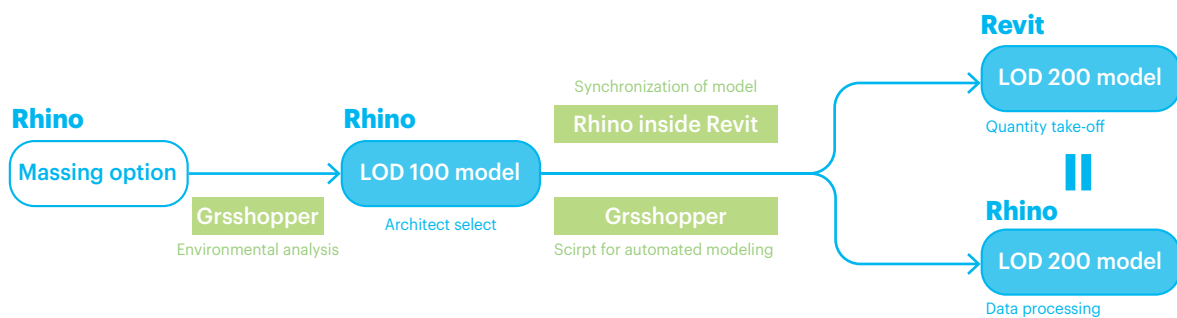 Rhino
Massing option
Grsshopper
Environmental analysis
Rhino
LOD 100 model
Architect select
Synchronization of model
Rhino inside Revit
Grsshopper
Scirpt for automated modeling
Revit
LOD 200 model
Quantity take-off
Rhino
LOD 200 model
Data processing